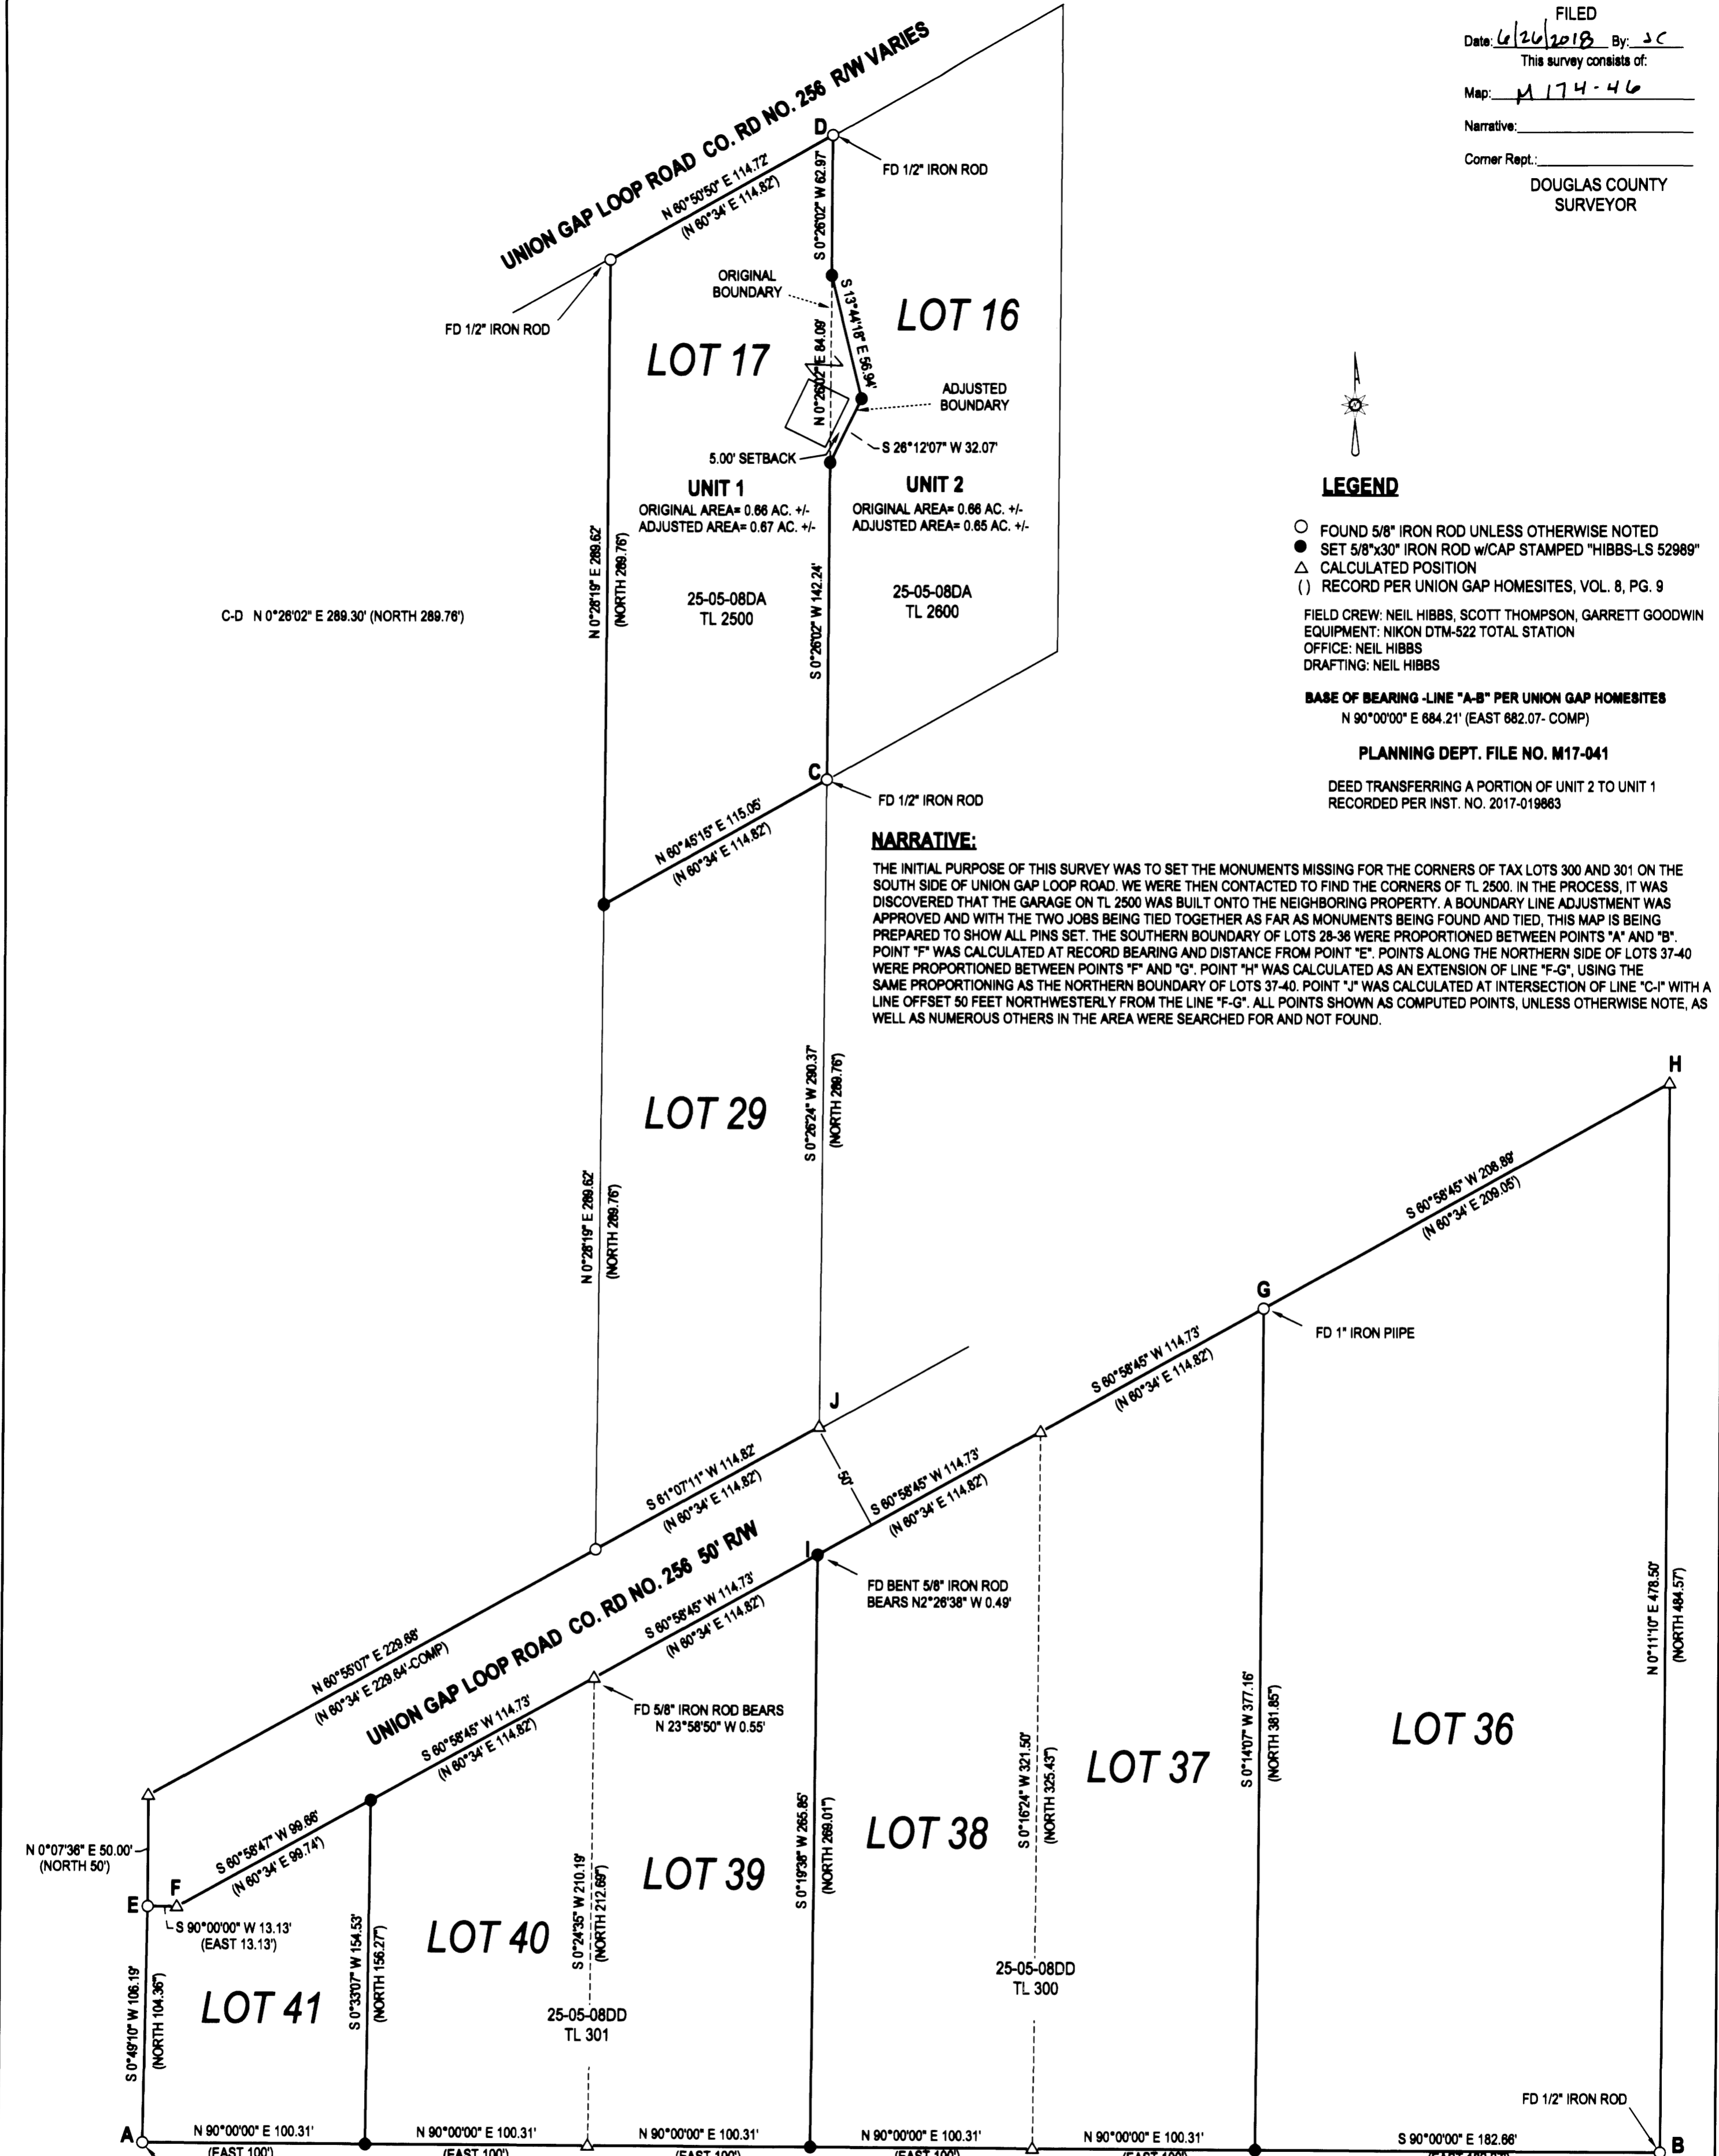 FILED
Date: 6/26/2018 By: JC
This survey consists of:
Map: M 174-46
Narrative:
Corner Rept.:
DOUGLAS COUNTY
SURVEYOR
UNION GAP LOOP ROAD CO. RD NO. 256 R/W VARIES
D
FD 1/2" IRON ROD
N 60°50'50" E 114.72'
(N 60°34' E 114.82')
S 0°26'02" W 62.97'
FD 1/2" IRON ROD
ORIGINAL
BOUNDARY
LOT 16
LOT 17
S 13°44'18" E 56.94'
N 0°26'02" E 84.09'
ADJUSTED
BOUNDARY
S 26°12'07" W 32.07'
5.00' SETBACK
UNIT 1
ORIGINAL AREA= 0.66 AC. +/-
ADJUSTED AREA= 0.67 AC. +/-
UNIT 2
ORIGINAL AREA= 0.66 AC. +/-
ADJUSTED AREA= 0.65 AC. +/-
25-05-08DA
TL 2500
25-05-08DA
TL 2600
N 0°28'19" E 289.62'
(NORTH 289.76')
S 0°26'02" W 142.24'
C-D N 0°26'02" E 289.30' (NORTH 289.76')
N
LEGEND
FOUND 5/8" IRON ROD UNLESS OTHERWISE NOTED
SET 5/8"x30" IRON ROD w/CAP STAMPED "HIBBS-LS 52989"
CALCULATED POSITION
( ) RECORD PER UNION GAP HOMESITES, VOL. 8, PG. 9
FIELD CREW: NEIL HIBBS, SCOTT THOMPSON, GARRETT GOODWIN
EQUIPMENT: NIKON DTM-522 TOTAL STATION
OFFICE: NEIL HIBBS
DRAFTING: NEIL HIBBS
BASE OF BEARING -LINE "A-B" PER UNION GAP HOMESITES
N 90°00'00" E 684.21' (EAST 682.07- COMP)
PLANNING DEPT. FILE NO. M17-041
DEED TRANSFERRING A PORTION OF UNIT 2 TO UNIT 1
RECORDED PER INST. NO. 2017-019863
C
FD 1/2" IRON ROD
N 60°45'15" E 115.05'
(N 60°34' E 114.82')
NARRATIVE:
THE INITIAL PURPOSE OF THIS SURVEY WAS TO SET THE MONUMENTS MISSING FOR THE CORNERS OF TAX LOTS 300 AND 301 ON THE
SOUTH SIDE OF UNION GAP LOOP ROAD. WE WERE THEN CONTACTED TO FIND THE CORNERS OF TL 2500. IN THE PROCESS, IT WAS
DISCOVERED THAT THE GARAGE ON TL 2500 WAS BUILT ONTO THE NEIGHBORING PROPERTY. A BOUNDARY LINE ADJUSTMENT WAS
APPROVED AND WITH THE TWO JOBS BEING TIED TOGETHER AS FAR AS MONUMENTS BEING FOUND AND TIED, THIS MAP IS BEING
PREPARED TO SHOW ALL PINS SET. THE SOUTHERN BOUNDARY OF LOTS 28-36 WERE PROPORTIONED BETWEEN POINTS "A" AND "B".
POINT "F" WAS CALCULATED AT RECORD BEARING AND DISTANCE FROM POINT "E". POINTS ALONG THE NORTHERN SIDE OF LOTS 37-40
WERE PROPORTIONED BETWEEN POINTS "F" AND "G". POINT "H" WAS CALCULATED AS AN EXTENSION OF LINE "F-G", USING THE
SAME PROPORTIONING AS THE NORTHERN BOUNDARY OF LOTS 37-40. POINT "J" WAS CALCULATED AT INTERSECTION OF LINE "C-I" WITH A
LINE OFFSET 50 FEET NORTHWESTERLY FROM THE LINE "F-G". ALL POINTS SHOWN AS COMPUTED POINTS, UNLESS OTHERWISE NOTE, AS
WELL AS NUMEROUS OTHERS IN THE AREA WERE SEARCHED FOR AND NOT FOUND.
LOT 29
N 0°28'19" E 289.62'
(NORTH 289.76')
S 0°26'24" W 290.37'
(NORTH 289.76')
H
S 60°58'45" W 208.89'
(N 60°34' E 209.05')
G
FD 1" IRON PIIPE
S 60°58'45" W 114.73'
(N 60°34' E 114.82')
J
50'
S 61°07'11" W 114.82'
(N 60°34' E 114.82')
S 60°58'45" W 114.73'
(N 60°34' E 114.82')
UNION GAP LOOP ROAD CO. RD NO. 256 50' R/W
I
FD BENT 5/8" IRON ROD
BEARS N2°26'38" W 0.49'
S 60°58'45" W 114.73'
(N 60°34' E 114.82')
N 60°55'07" E 229.68'
(N 60°34' E 229.64'-COMP)
FD 5/8" IRON ROD BEARS
N 23°58'50" W 0.55'
S 60°58'45" W 114.73'
(N 60°34' E 114.82')
N 0°07'36" E 50.00'
(NORTH 50')
S 60°58'47" W 99.66'
(N 60°34' E 99.74')
E
F
S 90°00'00" W 13.13'
(EAST 13.13')
S 0°49'10" W 106.19'
(NORTH 104.36')
LOT 41
S 0°33'07" W 154.53'
(NORTH 156.27')
LOT 40
S 0°24'35" W 210.19'
(NORTH 212.69')
25-05-08DD
TL 301
LOT 39
S 0°19'38" W 265.85'
(NORTH 269.01')
LOT 38
S 0°16'24" W 321.50'
(NORTH 325.43')
25-05-08DD
TL 300
LOT 37
S 0°14'07" W 377.16'
(NORTH 381.85')
LOT 36
N 0°11'10" E 478.50'
(NORTH 484.57')
FD 1/2" IRON ROD
A
N 90°00'00" E 100.31'
(EAST 100')
N 90°00'00" E 100.31'
(EAST 100')
N 90°00'00" E 100.31'
(EAST 100')
N 90°00'00" E 100.31'
(EAST 100')
N 90°00'00" E 100.31'
(EAST 100')
S 90°00'00" E 182.66'
B